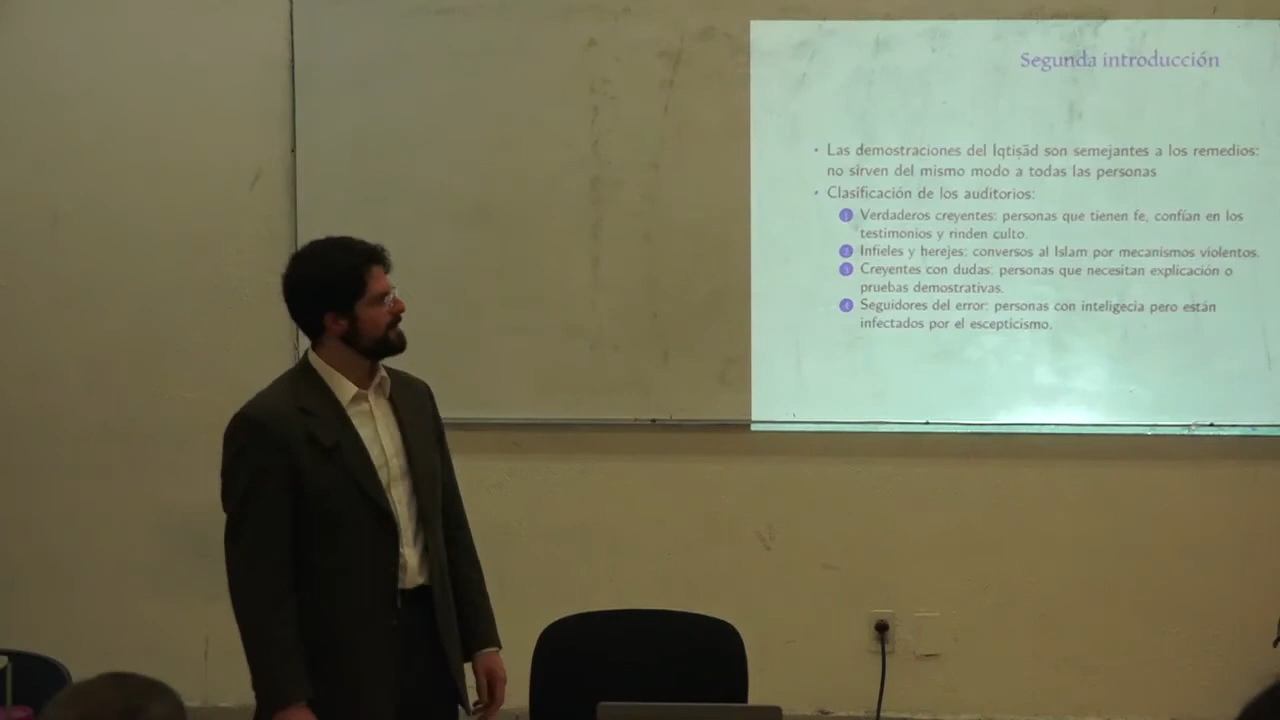 Segunda introducción
• Las demostraciones del Iqtiṣād son semejantes a los remedios:
no sirven del mismo modo a todas las personas
• Clasificación de los auditorios:
1 Verdaderos creyentes: personas que tienen fe, confían en los
testimonios y rinden culto.
2 Infieles y herejes: conversos al Islam por mecanismos violentos.
3 Creyentes con dudas: personas que necesitan explicación o
pruebas demostrativas.
4 Seguidores del error: personas con inteligecia pero están
infectados por el escepticismo.